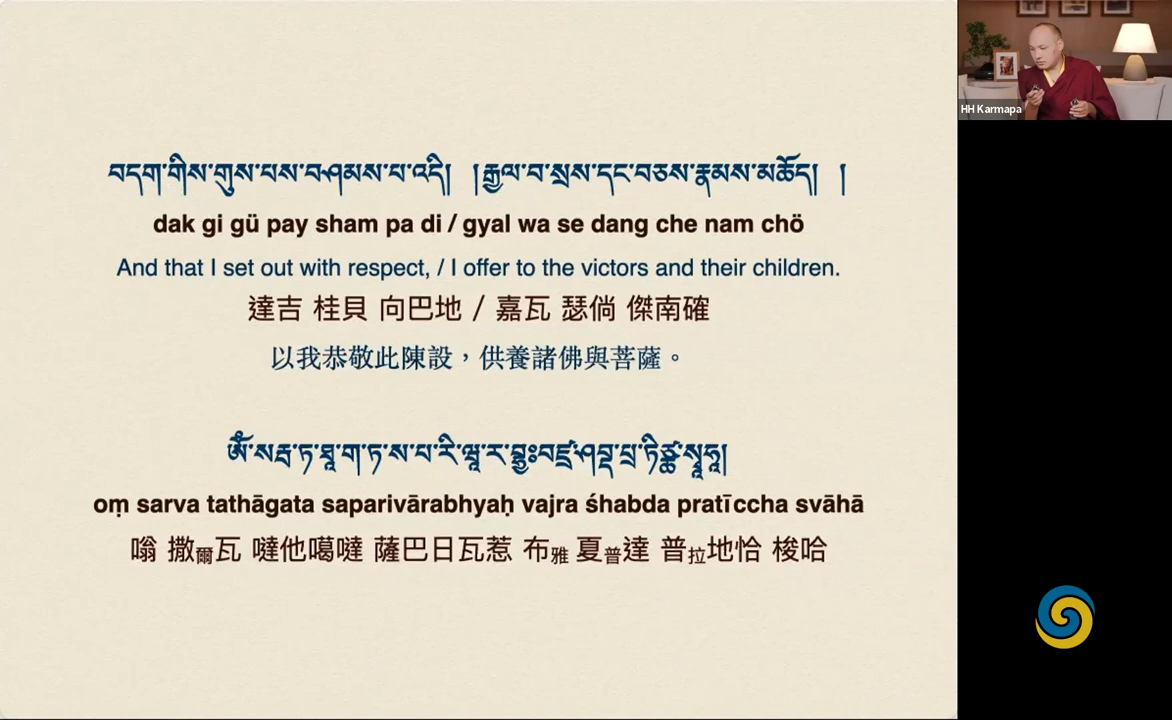 བདག་གིས་གུས་པས་བཤམས་པ་འདི། །རྒྱལ་བ་སྲས་དང་བཅས་རྣམས་མཆོད། །
dak gi gü pay sham pa di / gyal wa se dang che nam chö
And that I set out with respect, / I offer to the victors and their children.
達吉 桂貝 向巴地 / 嘉瓦 瑟倘 傑南確
以我恭敬此陳設，供養諸佛與菩薩。
ༀ་སརྦ་ཏ་ཐཱ་ག་ཏ་ས་པ་རི་ཝཱ་ར་བྷྱཿབཛྲ་ཤབྡ་པྲ་ཏཱིཙྪ་སྭཱཧཱ།
oṃ sarva tathāgata saparivārabhyaḥ vajra śhabda pratīccha svāhā
嗡 撒爾瓦 噠他噶噠 薩巴日瓦惹 布雅 夏普達 普拉地恰 梭哈
HH Karmapa